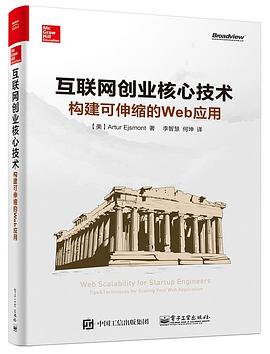 Mc
Graw
Hill
Education
Broadview
互联网创业核心技术
构建可伸缩的Web应用
【美】Artur Ejsmont 著 李智慧 何坤 译
互联网创业核心技术
构建可伸缩的Web应用
Web Scalability for Startup Engineers
Tips&Techniques for Scaling Your Web Application
中国工信出版集团
电子工业出版社